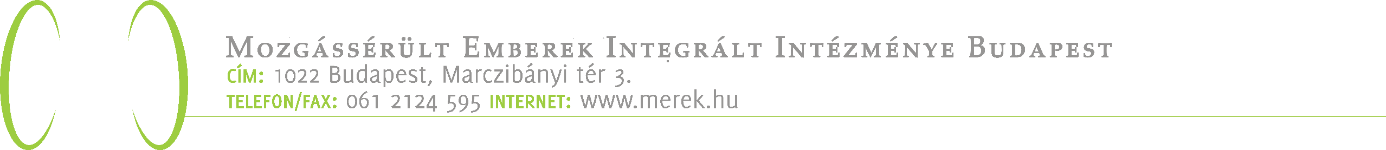 Mozgássérült Emberek Integrált Intézménye Budapest
CÍM: 1022 Budapest, Marczibányi tér 3.
TELEFON/FAX: 061 2124 595 INTERNET: www.merek.hu